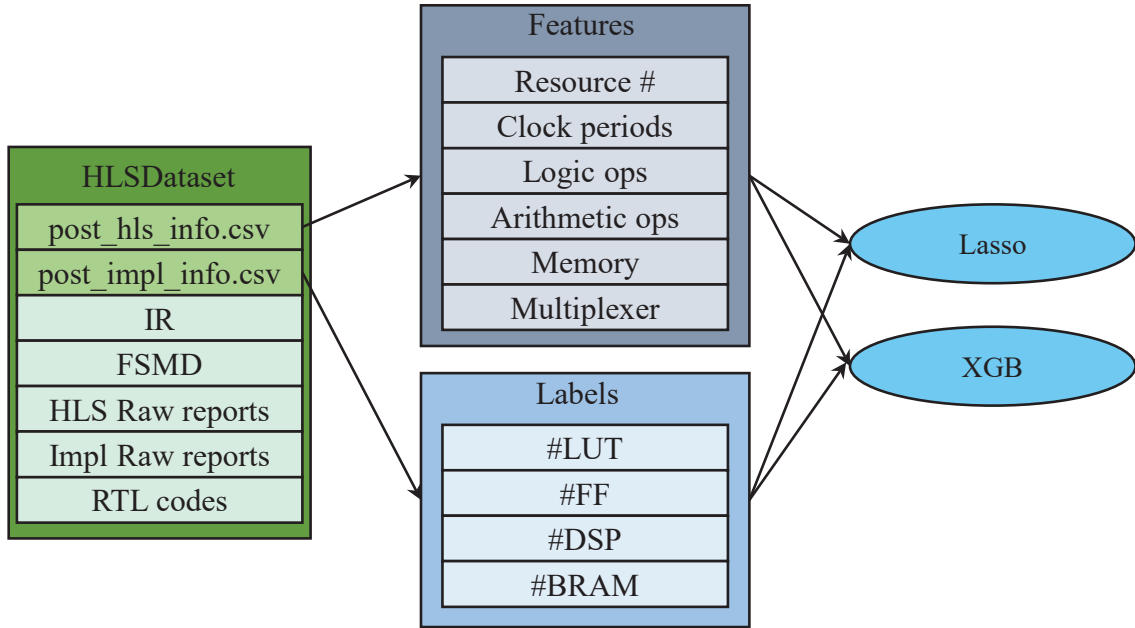 HLSDataset
post_hls_info.csv
post_impl_info.csv
IR
FSMD
HLS Raw reports
Impl Raw reports
RTL codes
Features
Resource #
Clock periods
Logic ops
Arithmetic ops
Memory
Multiplexer
Labels
#LUT
#FF
#DSP
#BRAM
Lasso
XGB